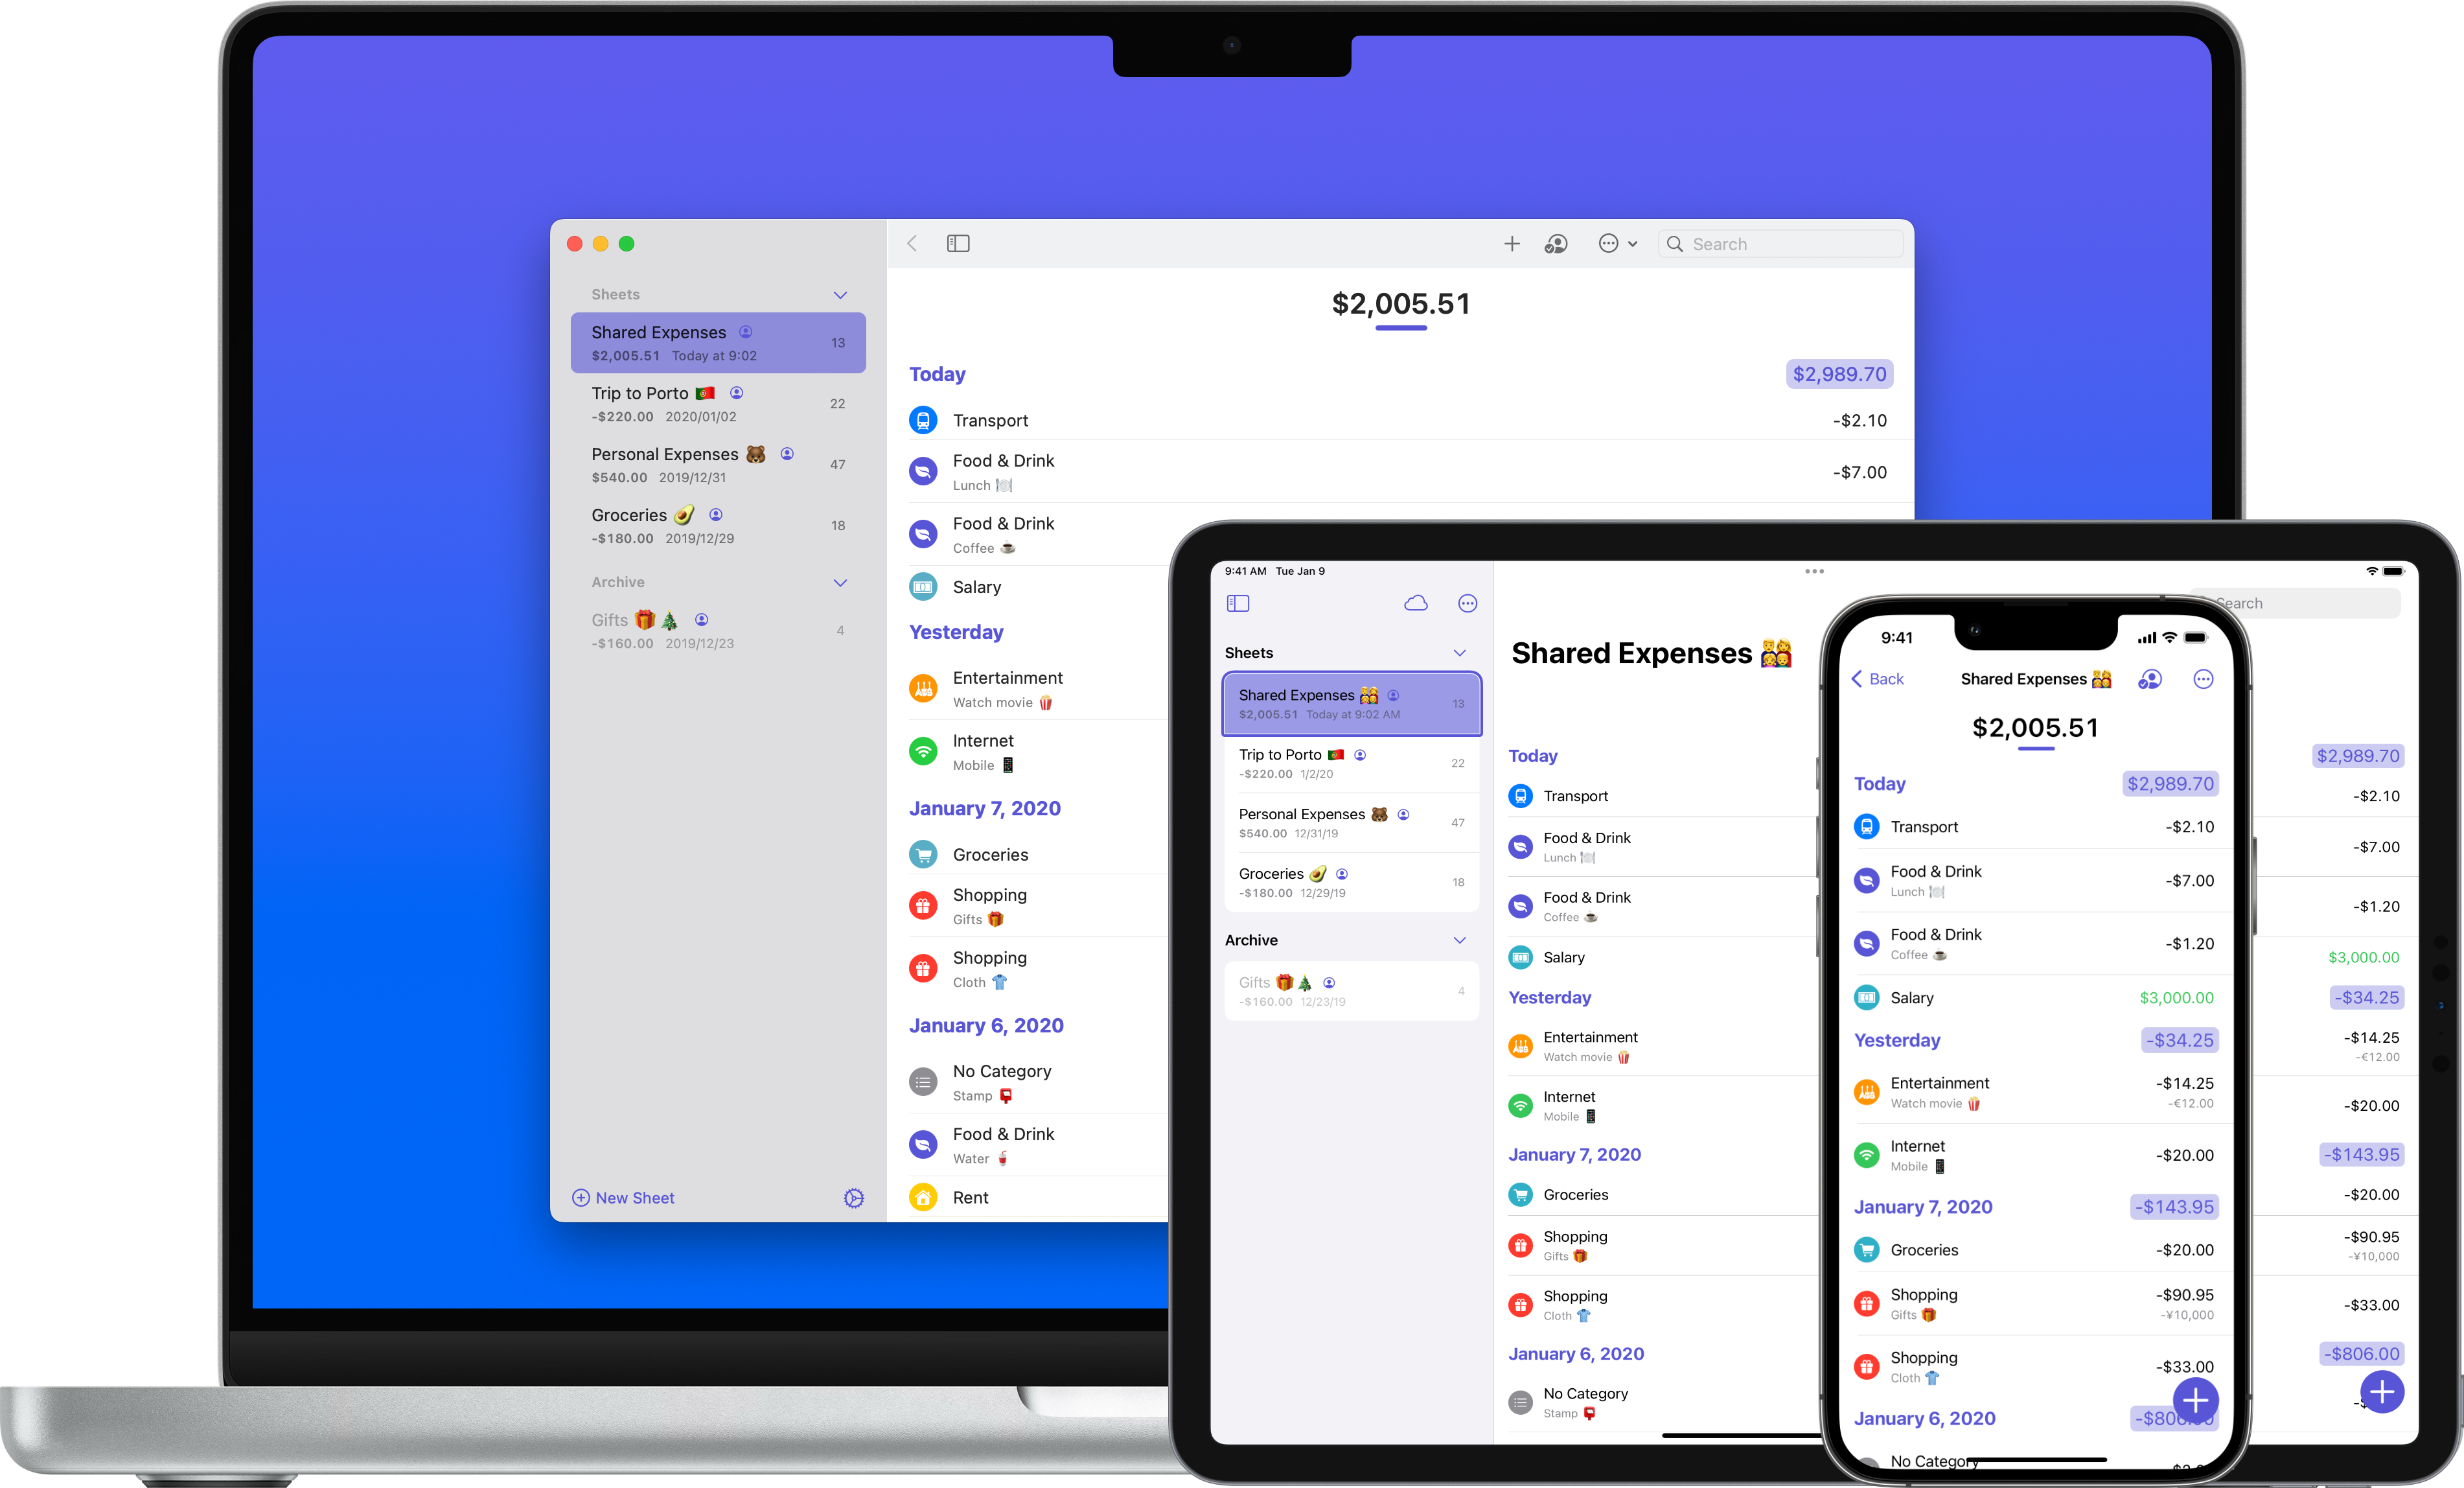 Search
Sheets
$2,005.51
Shared Expenses
13
$2,005.51 Today at 9:02
Today
$2,989.70
Trip to Porto 🇵🇹
22
-$220.00 2020/01/02
Transport
-$2.10
Personal Expenses 🐻
47
$540.00 2019/12/31
Food & Drink
Lunch 🍽️
-$7.00
Groceries 🥑
18
-$180.00 2019/12/29
Food & Drink
Coffee ☕
Archive
Salary
Gifts 🎁🎄
4
-$160.00 2019/12/23
Yesterday
Entertainment
Watch movie 🍿
Internet
Mobile 📱
January 7, 2020
Groceries
Shopping
Gifts 🎁
Shopping
Cloth 👕
January 6, 2020
No Category
Stamp 📮
Food & Drink
Water 🥤
Rent
New Sheet
9:41 AM Tue Jan 9
Search
Sheets
Shared Expenses 👨‍👩‍👧‍👦
Shared Expenses 👨‍👩‍👧‍👦
13
$2,005.51 Today at 9:02 AM
Trip to Porto 🇵🇹
22
-$220.00 1/2/20
Personal Expenses 🐻
47
$540.00 12/31/19
Groceries 🥑
18
-$180.00 12/29/19
Archive
Gifts 🎁🎄
4
-$160.00 12/23/19
Today
$2,989.70
Transport
-$2.10
Food & Drink
Lunch 🍽️
-$7.00
Food & Drink
Coffee ☕
-$1.20
Salary
$3,000.00
Yesterday
-$34.25
Entertainment
-$14.25
Watch movie 🍿
-€12.00
Internet
Mobile 📱
-$20.00
January 7, 2020
-$143.95
Groceries
-$20.00
Shopping
-$90.95
Gifts 🎁
-¥10,000
Shopping
Cloth 👕
-$33.00
January 6, 2020
-$806.00
No Category
Stamp 📮
9:41
Back
Shared Expenses 👨‍👩‍👧‍👦
$2,005.51
Today
$2,989.70
Transport
-$2.10
Food & Drink
Lunch 🍽️
-$7.00
Food & Drink
Coffee ☕
-$1.20
Salary
$3,000.00
Yesterday
-$34.25
Entertainment
-$14.25
Watch movie 🍿
-€12.00
Internet
Mobile 📱
-$20.00
January 7, 2020
-$143.95
Groceries
-$20.00
Shopping
-$90.95
Gifts 🎁
-¥10,000
Shopping
Cloth 👕
-$33.00
January 6, 2020
No Category